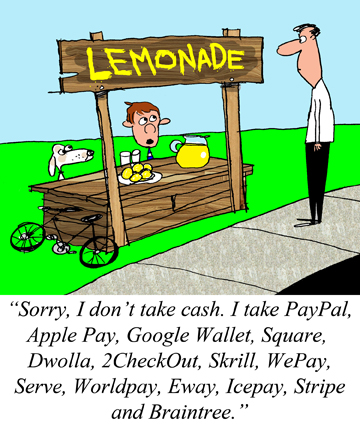 LEMONADE
“Sorry, I don’t take cash. I take PayPal,
Apple Pay, Google Wallet, Square,
Dwolla, 2CheckOut, Skrill, WePay,
Serve, Worldpay, Eway, Icepay, Stripe
and Braintree.”